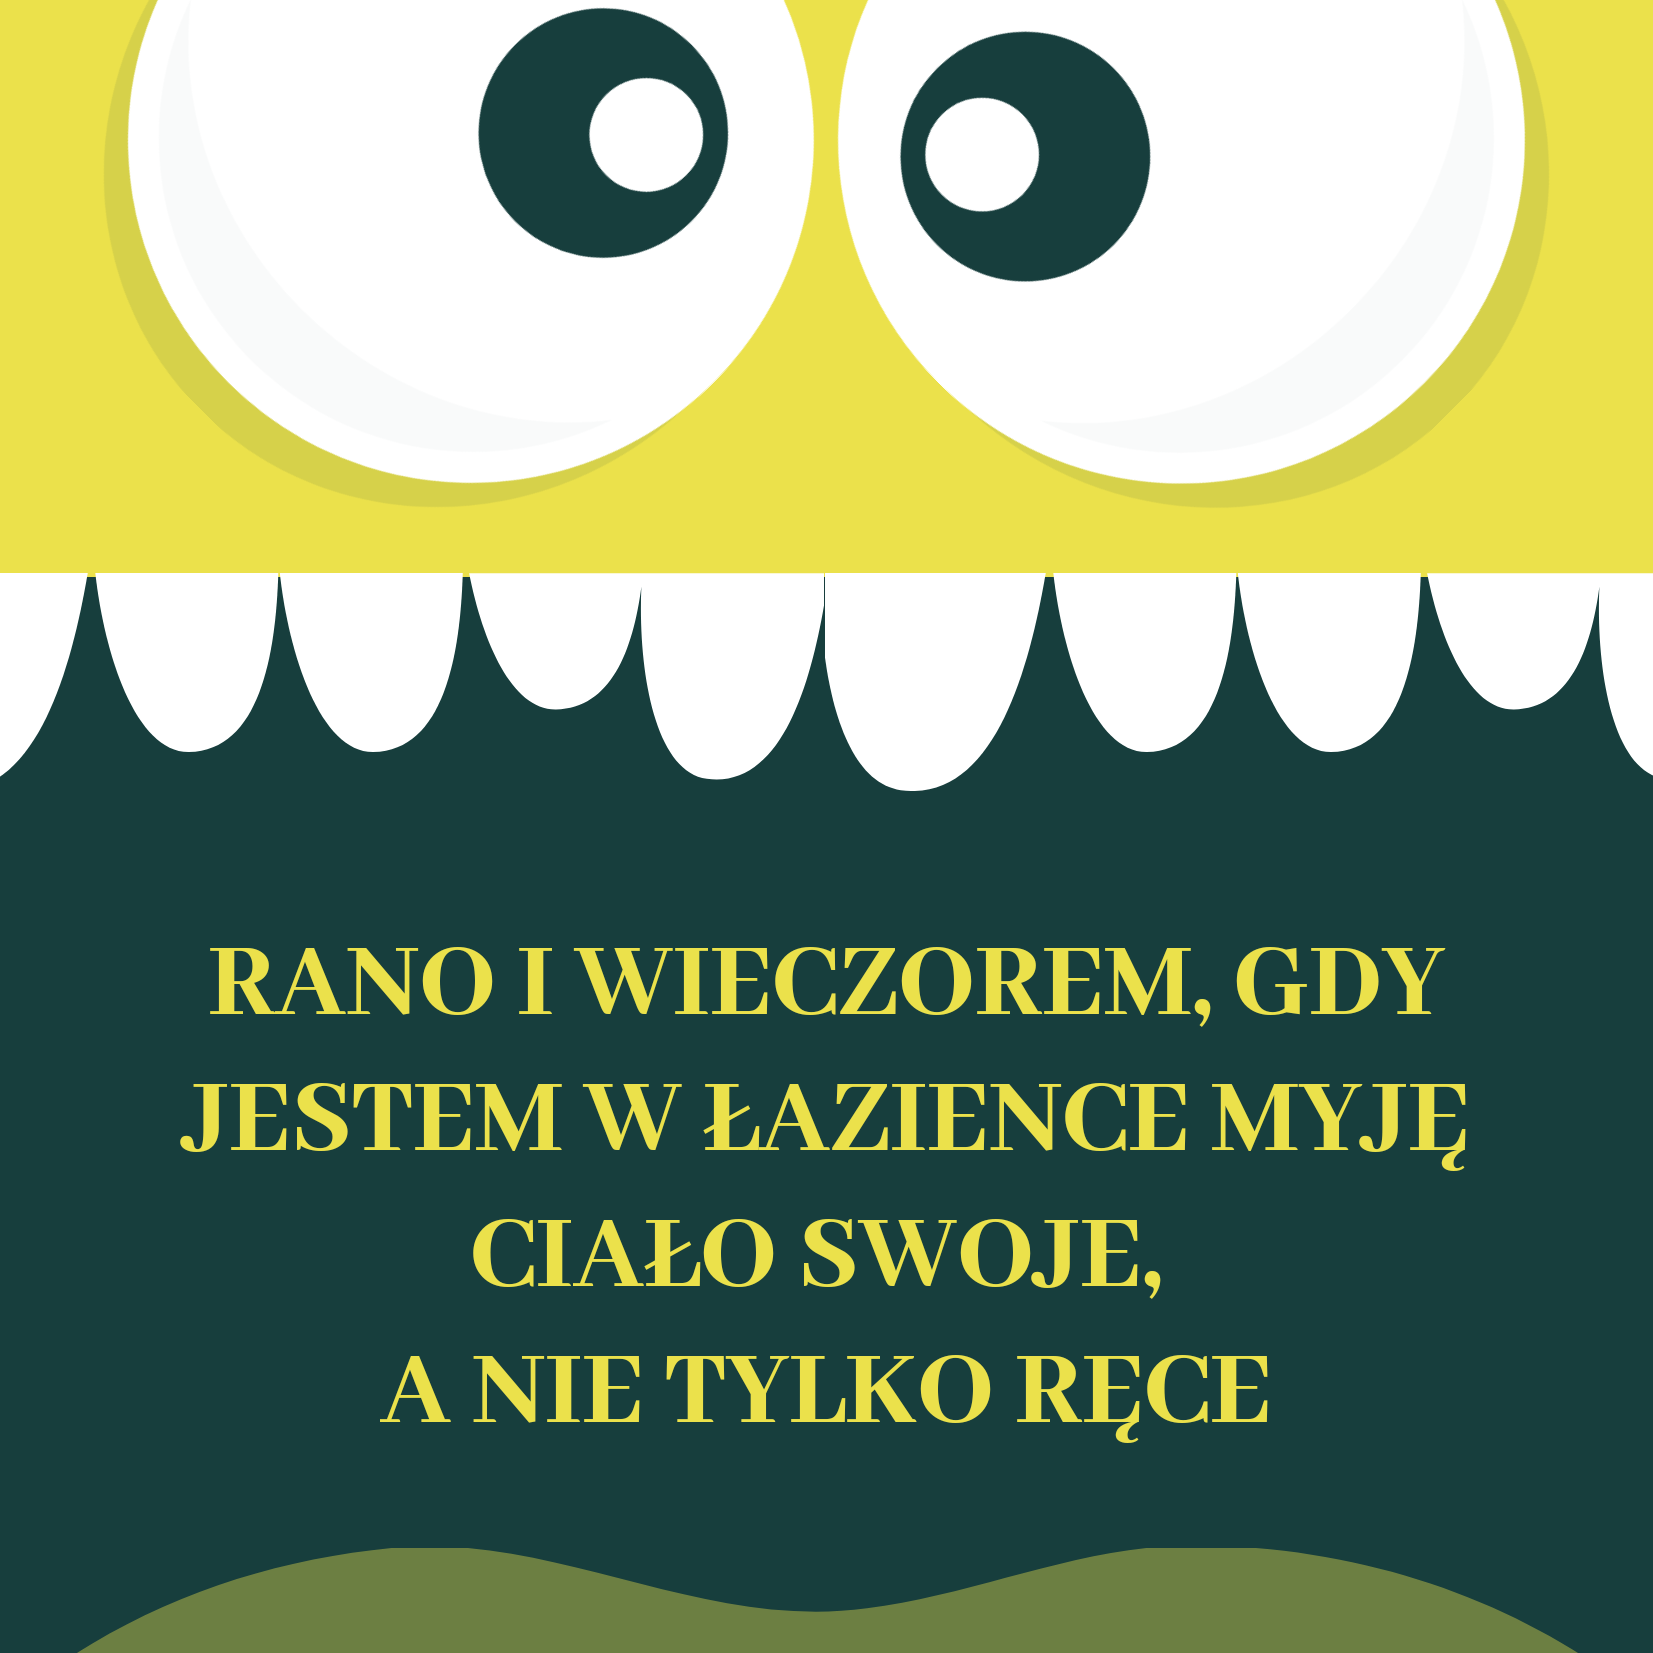 RANO I WIECZOREM, GDY
JESTEM W ŁAZIENCE MYJĘ
CIAŁO SWOJE,
A NIE TYLKO RĘCE